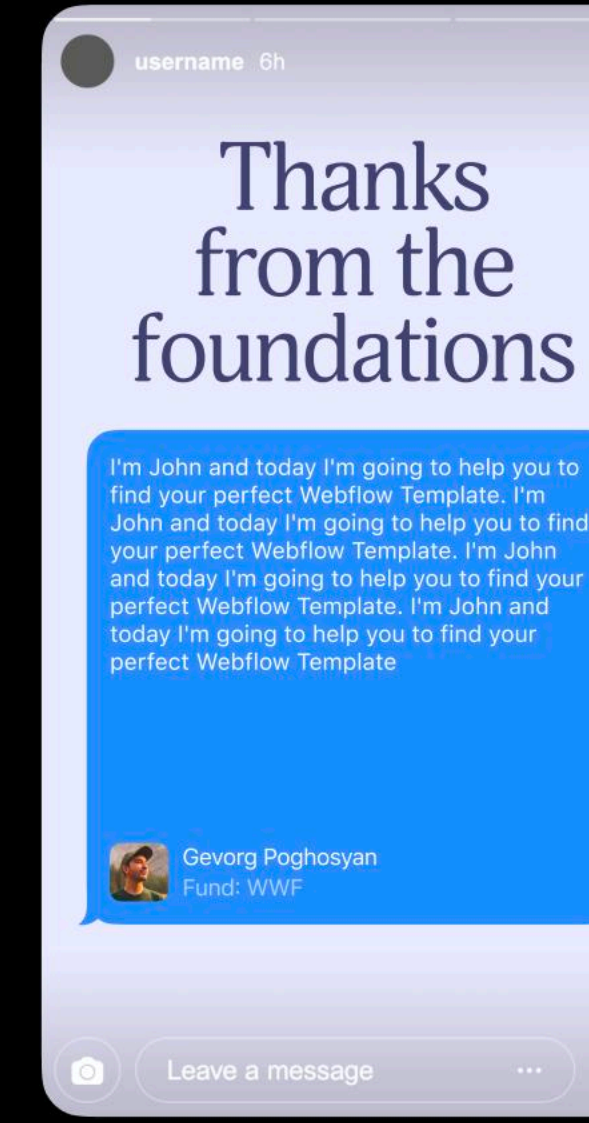 username 6h
Thanks
from the
foundations
I'm John and today I'm going to help you to
find your perfect Webflow Template. I'm
John and today I'm going to help you to find
your perfect Webflow Template. I'm John
and today I'm going to help you to find your
perfect Webflow Template. I'm John and
today I'm going to help you to find your
perfect Webflow Template
Gevorg Poghosyan
Fund: WWF
Leave a message